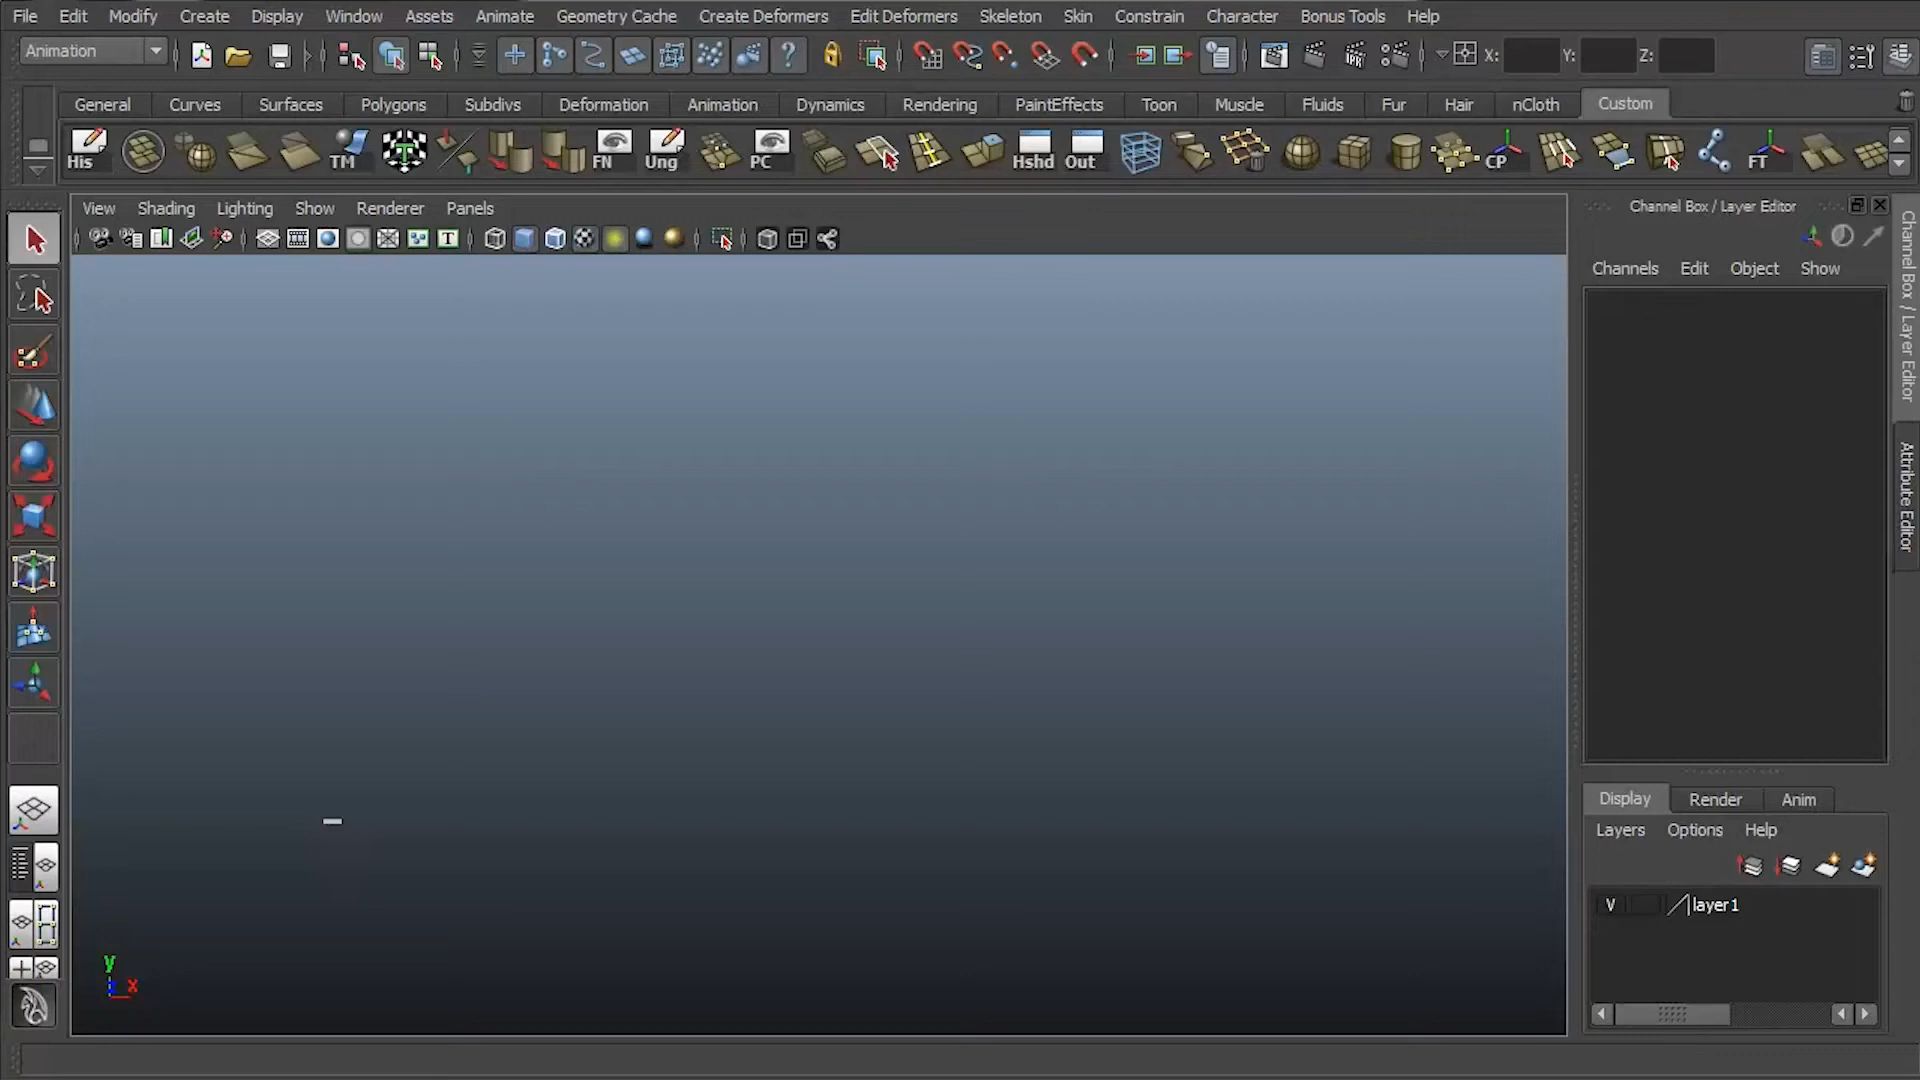 File Edit Modify Create Display Window Assets Animate Geometry Cache Create Deformers Edit Deformers Skeleton Skin Constrain Character Bonus Tools Help
Animation
IPR
X: Y: Z:
General Curves Surfaces Polygons Subdivs Deformation Animation Dynamics Rendering PaintEffects Toon Muscle Fluids Fur Hair nCloth Custom
His TM FN Ung PC Hshd Out CP FT
View Shading Lighting Show Renderer Panels
Channel Box / Layer Editor
Channels Edit Object Show
Channel Box / Layer Editor
Attribute Editor
Display Render Anim
Layers Options Help
V layer1
y
x